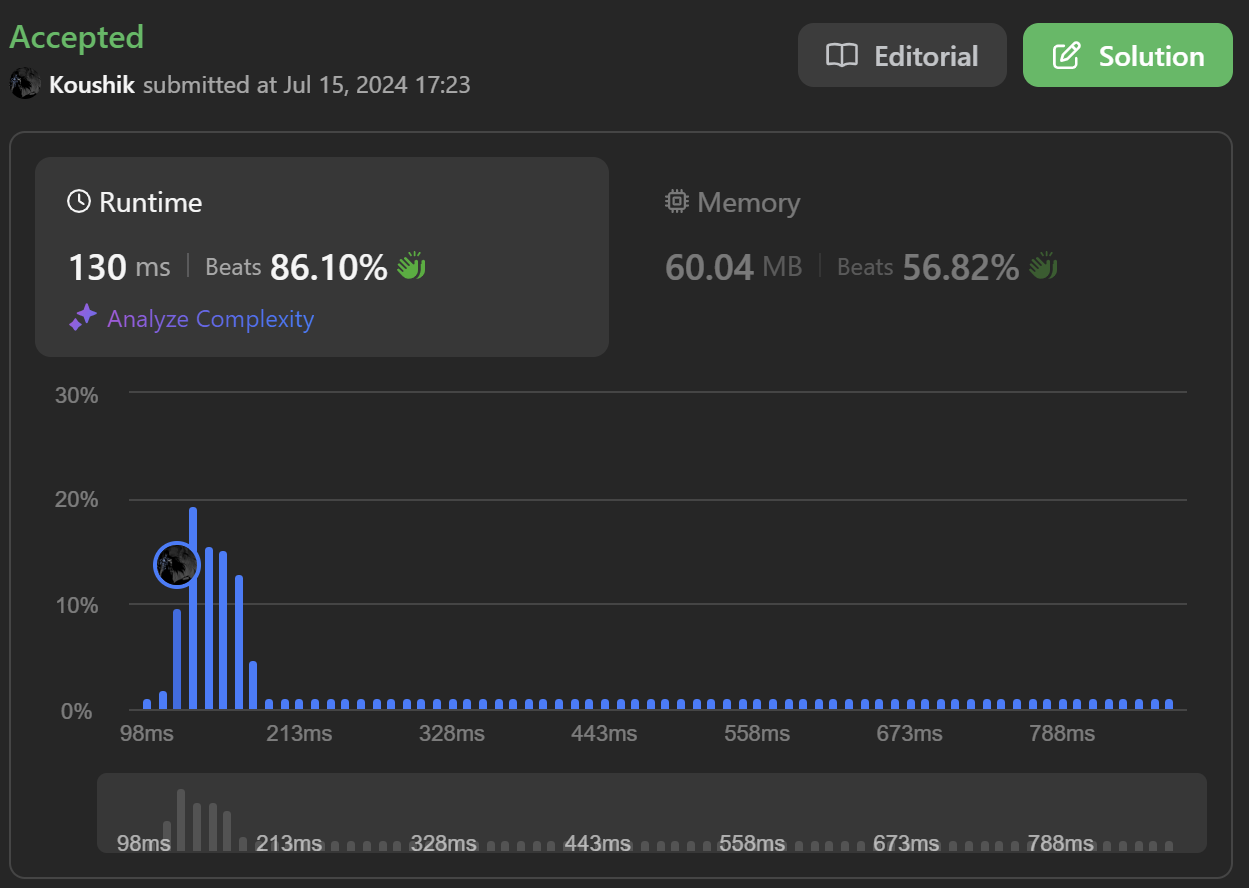 Accepted
Editorial
Solution
Koushik submitted at Jul 15, 2024 17:23
Runtime
130 ms | Beats 86.10%
Analyze Complexity
Memory
60.04 MB | Beats 56.82%
30%
20%
10%
0%
98ms 213ms 328ms 443ms 558ms 673ms 788ms
98ms 213ms 328ms 443ms 558ms 673ms 788ms